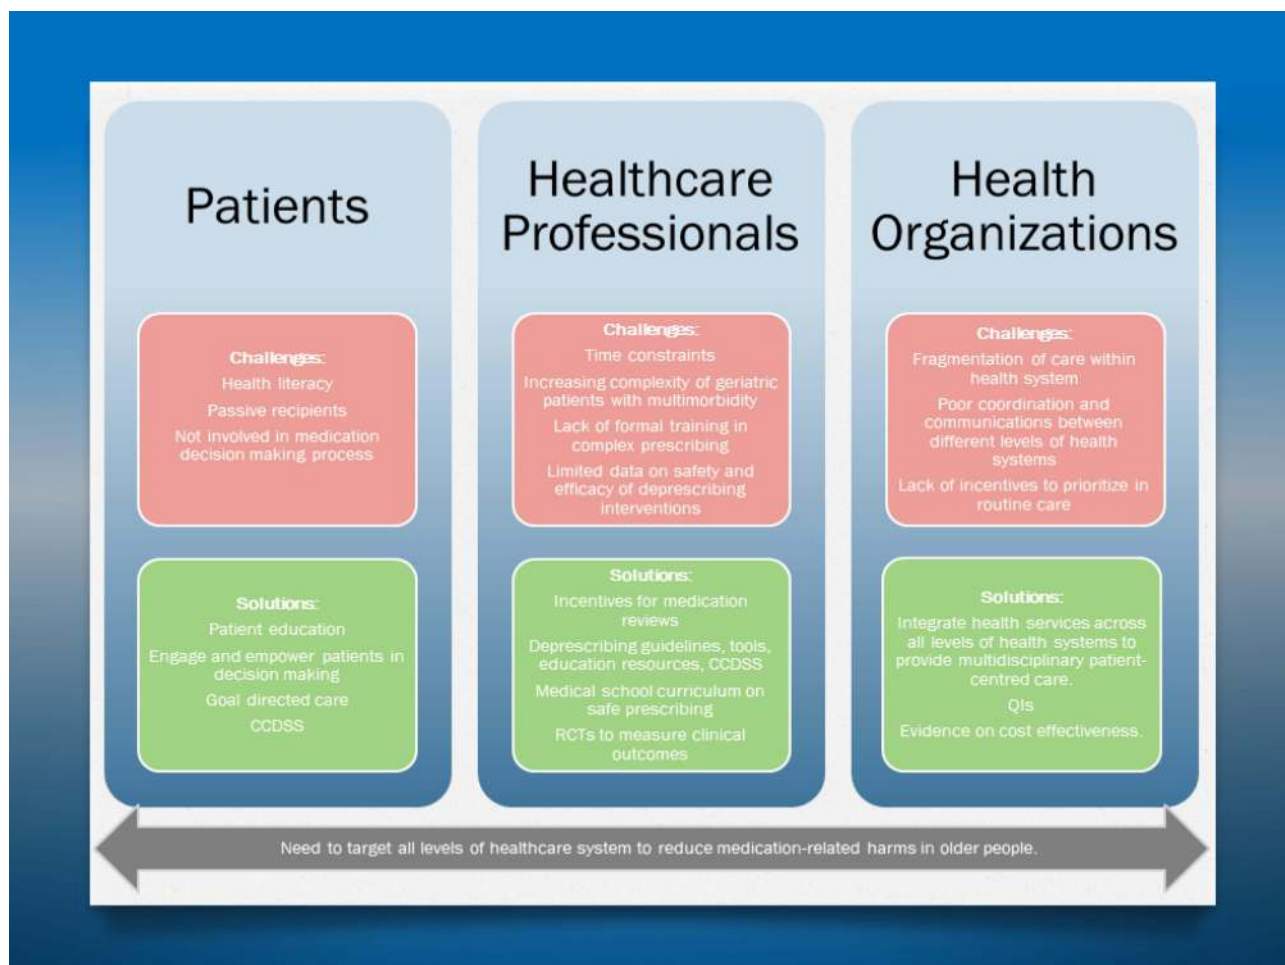 Patients
Challenges:
Health literacy
Passive recipients
Not involved in medication
decision making process
Solutions:
Patient education
Engage and empower patients in
decision making
Goal directed care
CCDSS
Healthcare
Professionals
Challenges:
Time constraints
Increasing complexity of geriatric
patients with multimorbidity
Lack of formal training in
complex prescribing
Limited data on safety and
efficacy of deprescribing
interventions
Solutions:
Incentives for medication
reviews
Deprescribing guidelines, tools,
education resources, CCDSS
Medical school curriculum on
safe prescribing
RCTs to measure clinical
outcomes
Health
Organizations
Challenges:
Fragmentation of care within
health system
Poor coordination and
communications between
different levels of health
systems
Lack of incentives to prioritize in
routine care
Solutions:
Integrate health services across
all levels of health systems to
provide multidisciplinary patient-
centred care.
QIs
Evidence on cost effectiveness.
Need to target all levels of healthcare system to reduce medication-related harms in older people.